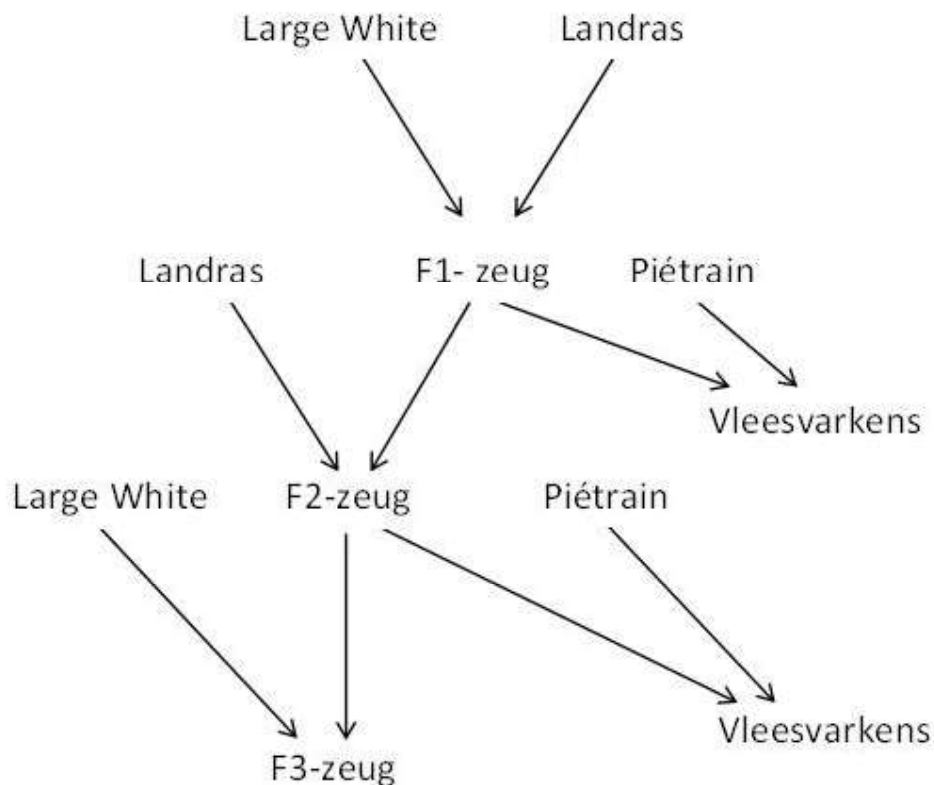 Large White Landras
Landras F1- zeug Piétrain
Vleesvarkens
Large White F2-zeug Piétrain
Vleesvarkens
F3-zeug